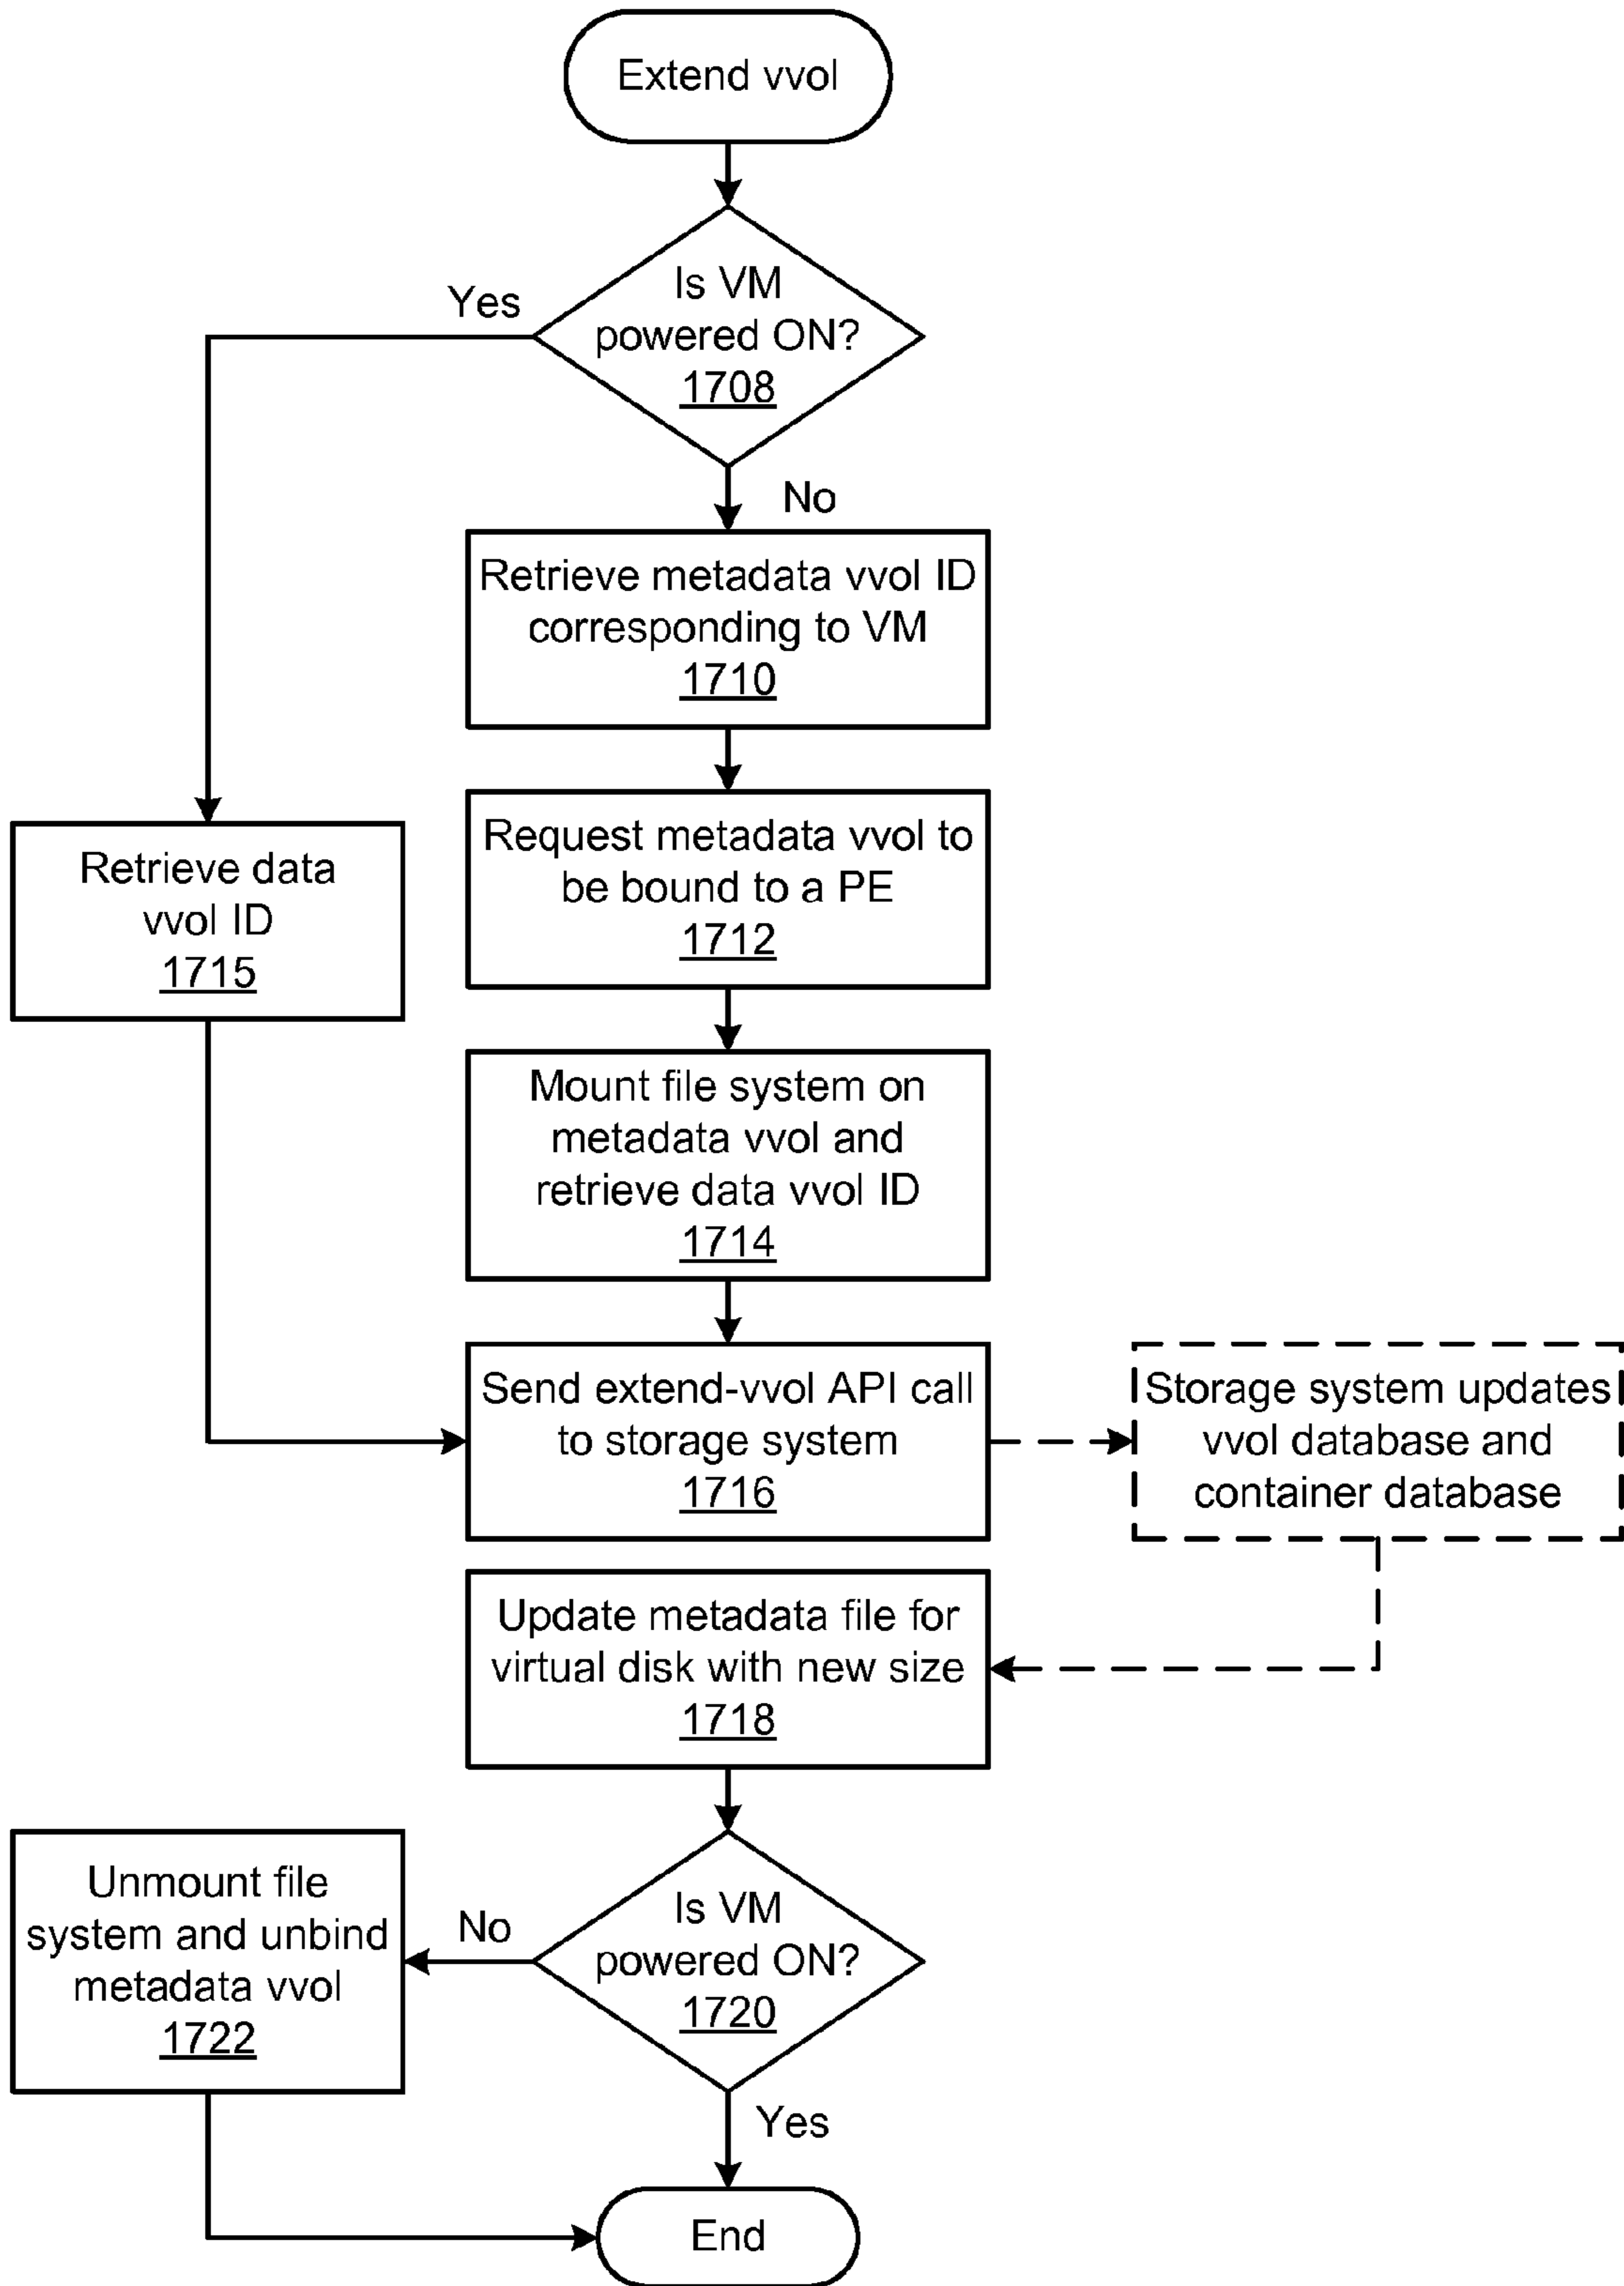 Extend vvol
Is VM
powered ON?
1708
Yes
No
Retrieve metadata vvol ID
corresponding to VM
1710
Request metadata vvol to
be bound to a PE
1712
Retrieve data
vvol ID
1715
Mount file system on
metadata vvol and
retrieve data vvol ID
1714
Send extend-vvol API call
to storage system
1716
Storage system updates
vvol database and
container database
Update metadata file for
virtual disk with new size
1718
Is VM
powered ON?
1720
No
Unmount file
system and unbind
metadata vvol
1722
Yes
End